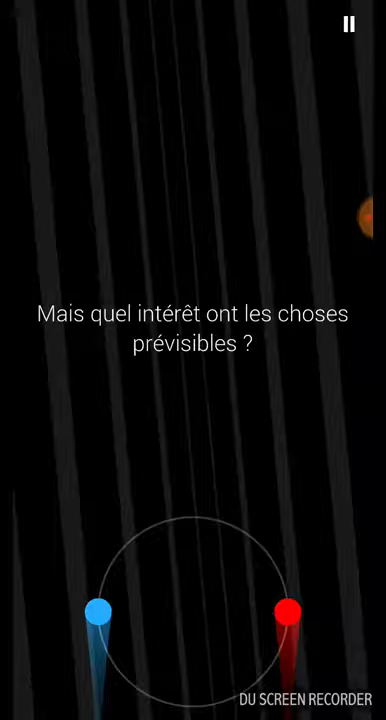 Mais quel intérêt ont les choses
prévisibles ?
DU SCREEN RECORDER